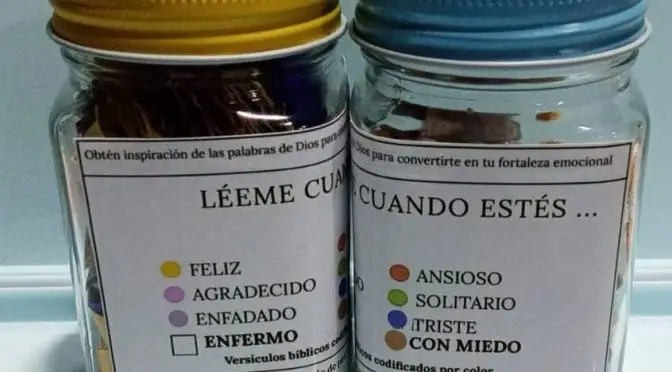 Obtén inspiración de las palabras de Dios para
LÉEME CUAN
FELIZ
AGRADECIDO
ENFADADO
ENFERMO
Versículos bíblicos
Dios para convertirte en tu fortaleza emocional
CUANDO ESTÉS ...
ANSIOSO
SOLITARIO
TRISTE
CON MIEDO
codificados por color